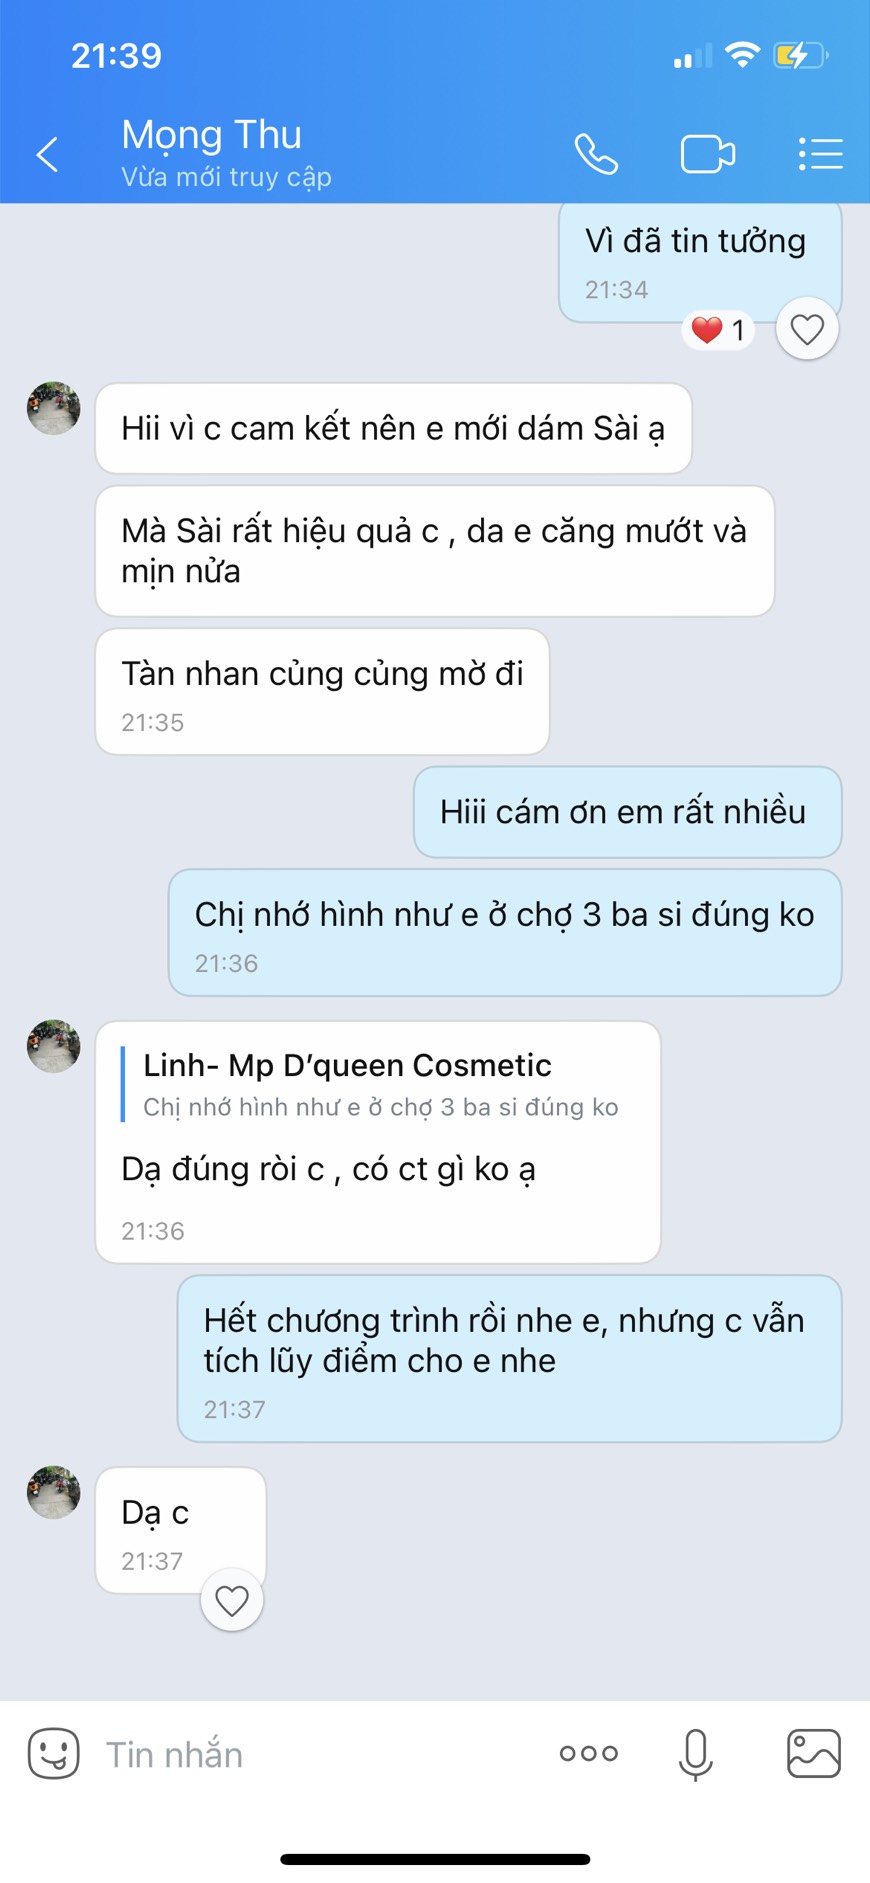 21:39
Mọng Thu
Vừa mới truy cập
Vì đã tin tưởng
21:34
1
Hii vì c cam kết nên e mới dám Sài ạ
Mà Sài rất hiệu quả c , da e căng mướt và
mịn nửa
Tàn nhan củng củng mờ đi
21:35
Hiii cám ơn em rất nhiều
Chị nhớ hình như e ở chợ 3 ba si đúng ko
21:36
Linh- Mp D’queen Cosmetic
Chị nhớ hình như e ở chợ 3 ba si đúng ko
Dạ đúng ròi c , có ct gì ko ạ
21:36
Hết chương trình rồi nhe e, nhưng c vẫn
tích lũy điểm cho e nhe
21:37
Dạ c
21:37
Tin nhắn